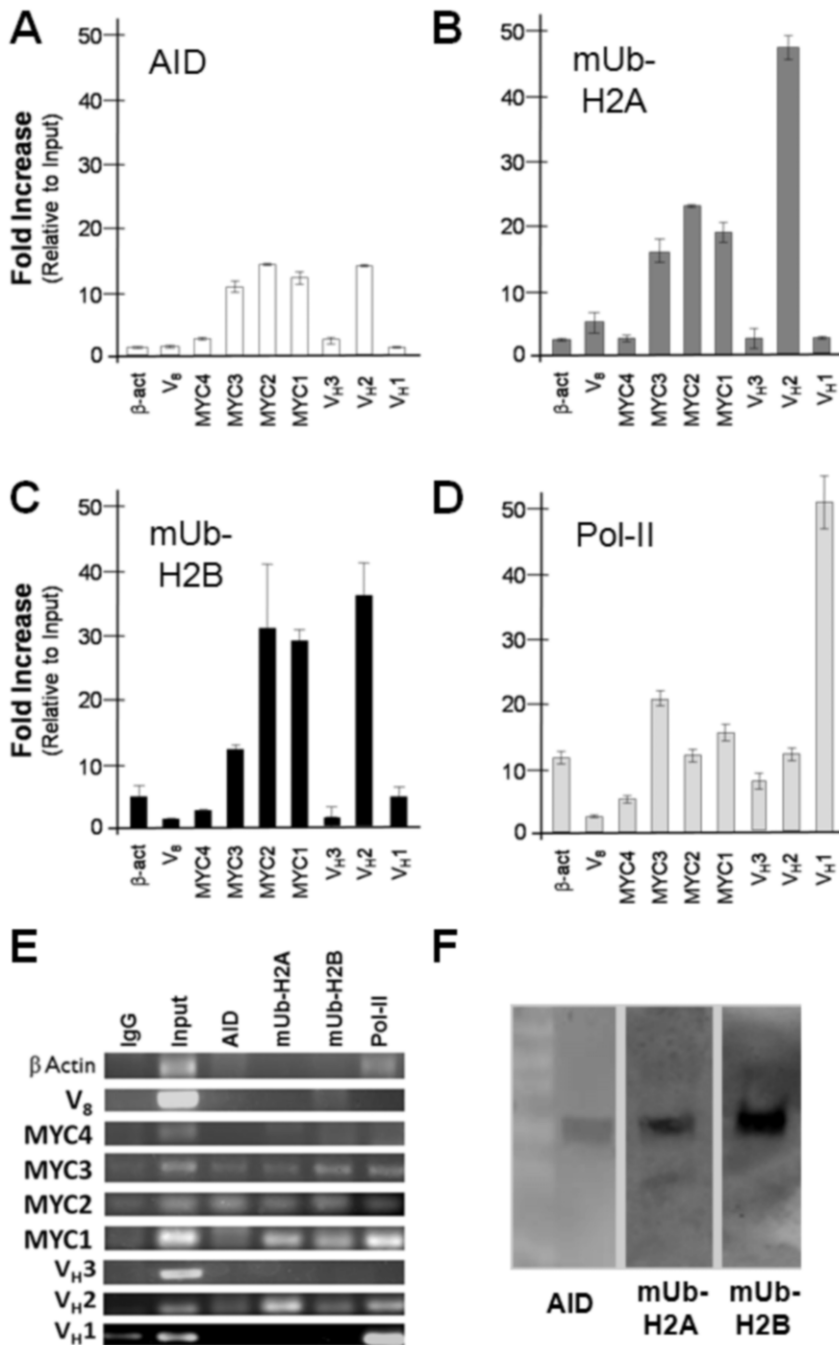 A
AID
Fold Increase
(Relative to Input)
50
40
30
20
10
0
β-act
V8
MYC4
MYC3
MYC2
MYC1
VH3
VH2
VH1
B
mUb-
H2A
50
40
30
20
10
0
β-act
V8
MYC4
MYC3
MYC2
MYC1
VH3
VH2
VH1
C
mUb-
H2B
Fold Increase
(Relative to Input)
50
40
30
20
10
0
β-act
V8
MYC4
MYC3
MYC2
MYC1
VH3
VH2
VH1
D
Pol-II
50
40
30
20
10
0
β-act
V8
MYC4
MYC3
MYC2
MYC1
VH3
VH2
VH1
E
IgG
Input
AID
mUb-H2A
mUb-H2B
Pol-II
β Actin
V8
MYC4
MYC3
MYC2
MYC1
VH3
VH2
VH1
F
AID
mUb-
H2A
mUb-
H2B